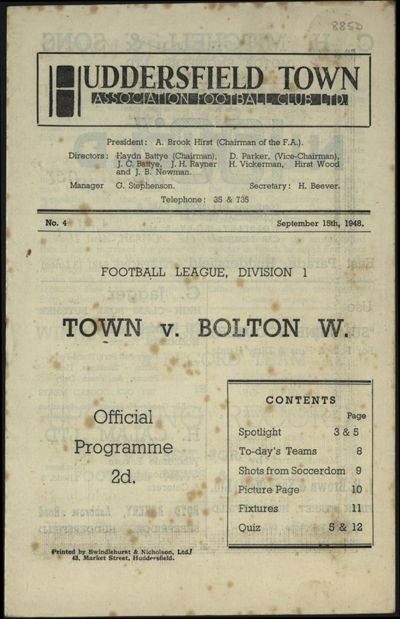 8850
HUDDERSFIELD TOWN
ASSOCIATION FOOTBALL CLUB LTD.
President: A. Brook Hirst (Chairman of the F.A.).
Directors: Haydn Battye (Chairman), D. Parker, (Vice-Chairman),
J. C. Battye, J. H. Rayner H. Vickerman, Hirst Wood
and J. B. Newman.
Manager G. Stephenson. Secretary: H. Beever.
Telephone: 35 & 735
No. 4 September 15th, 1948.
FOOTBALL LEAGUE, DIVISION 1
TOWN v. BOLTON W.
Official
Programme
2d.
CONTENTS
Page
Spotlight 3 & 5
To-day's Teams 8
Shots from Soccerdom 9
Picture Page 10
Fixtures 11
Quiz 5 & 12
Printed by Swindlehurst & Nicholson, Ltd.
43, Market Street, Huddersfield.